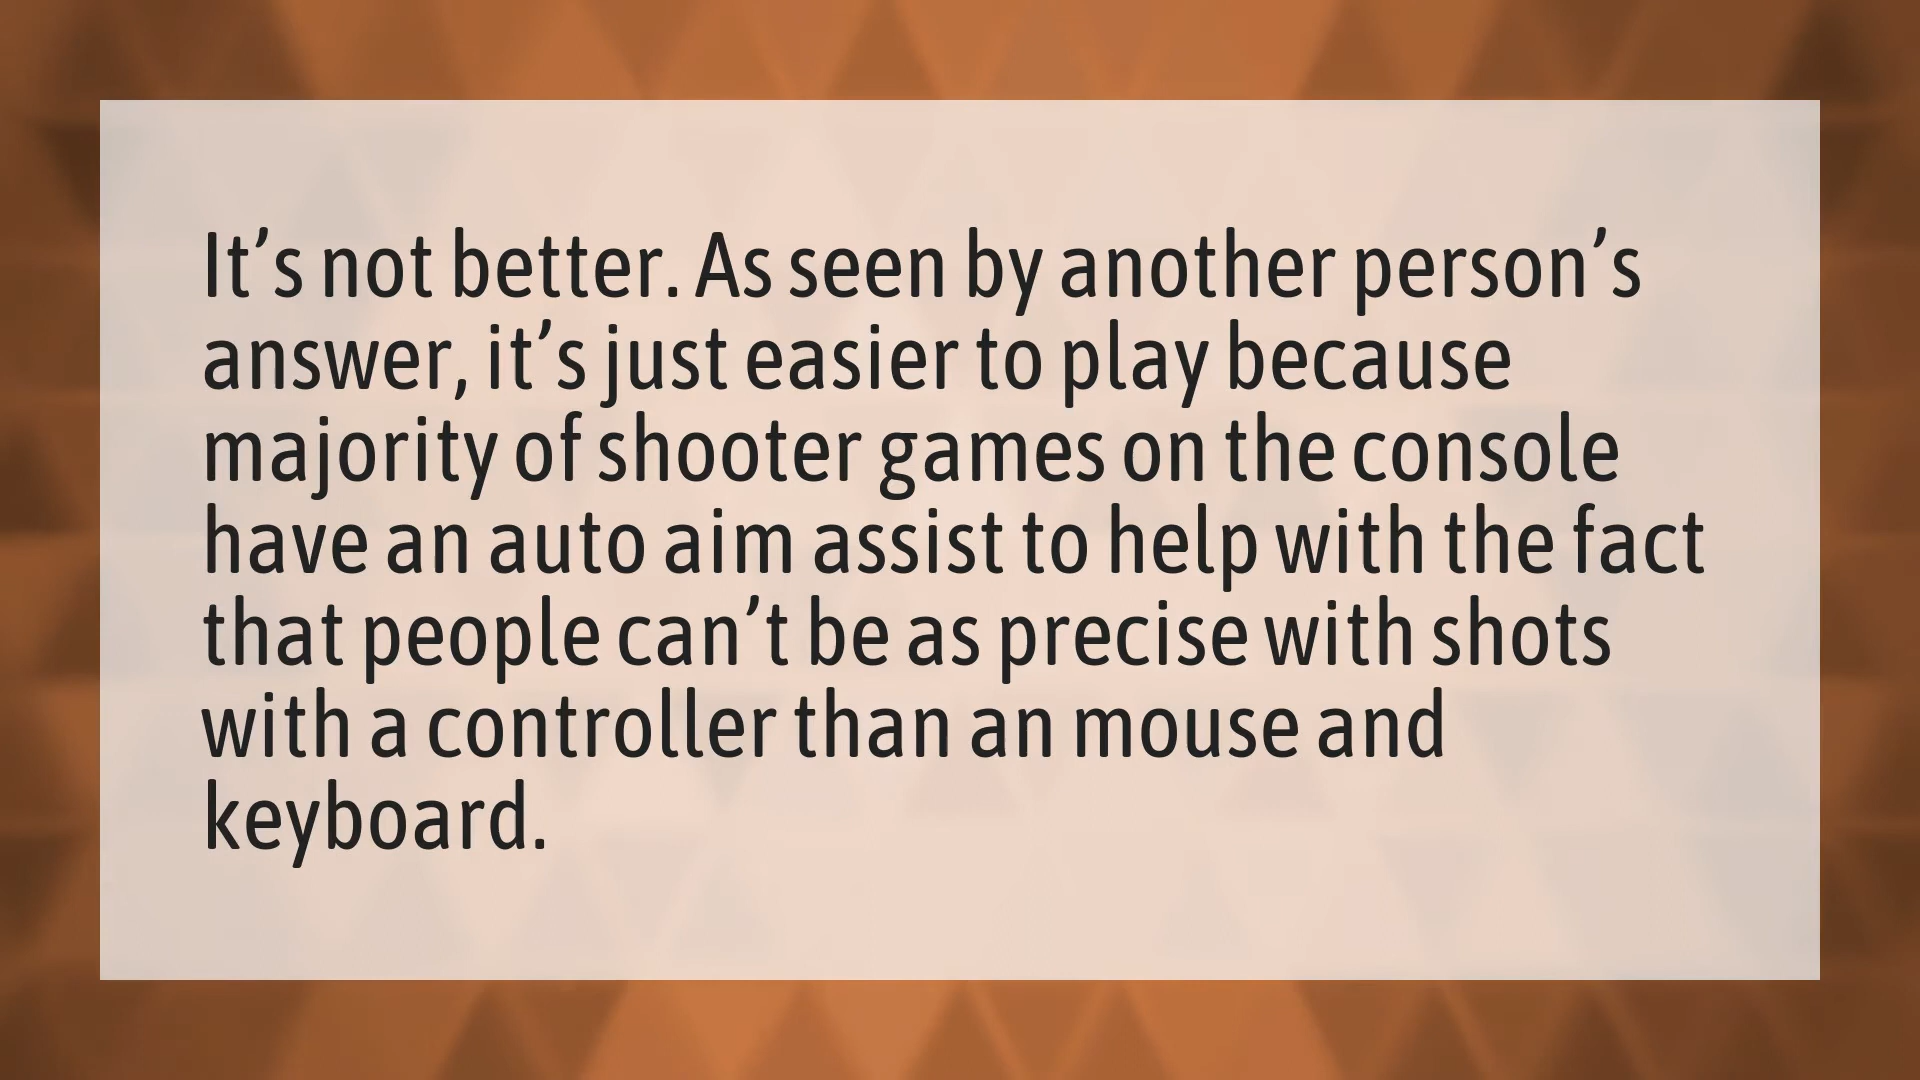 It’s not better. As seen by another person’s
answer, it’s just easier to play because
majority of shooter games on the console
have an auto aim assist to help with the fact
that people can’t be as precise with shots
with a controller than an mouse and
keyboard.